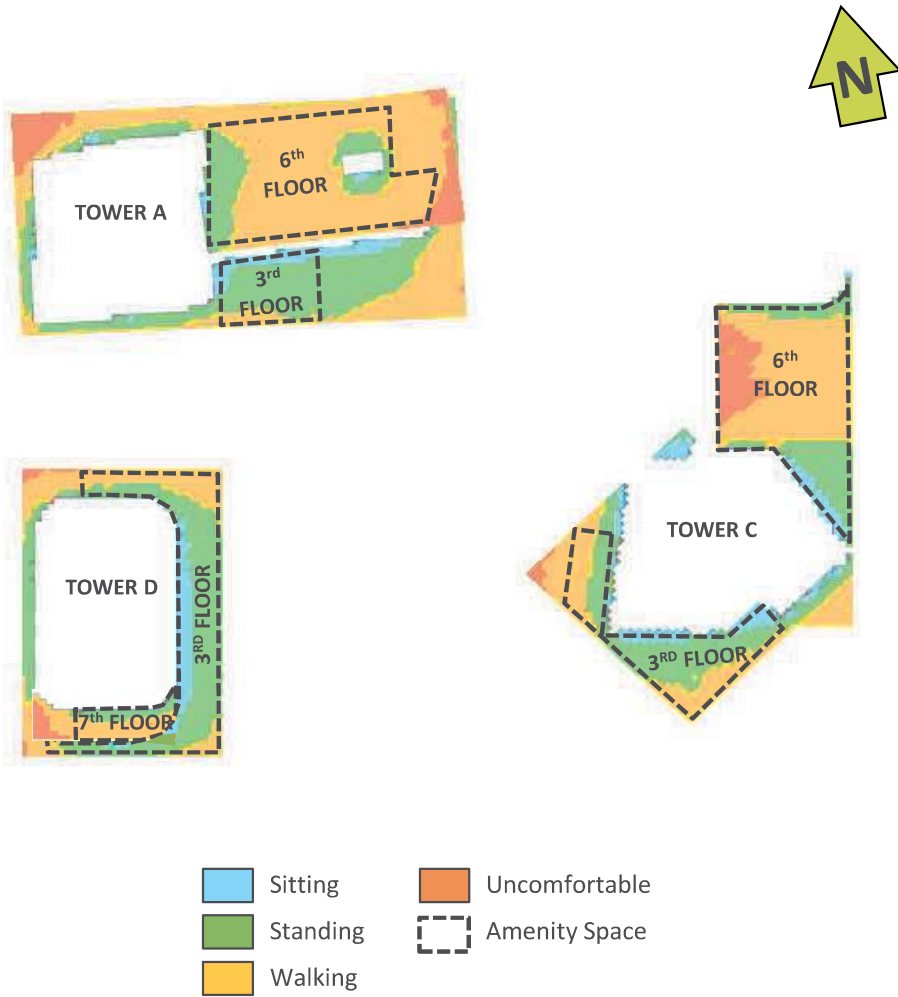 N
6th
FLOOR
TOWER A
3rd
FLOOR
6th
FLOOR
TOWER C
3RD FLOOR
TOWER D
3RD FLOOR
7th FLOOR
Sitting
Uncomfortable
Standing
Amenity Space
Walking